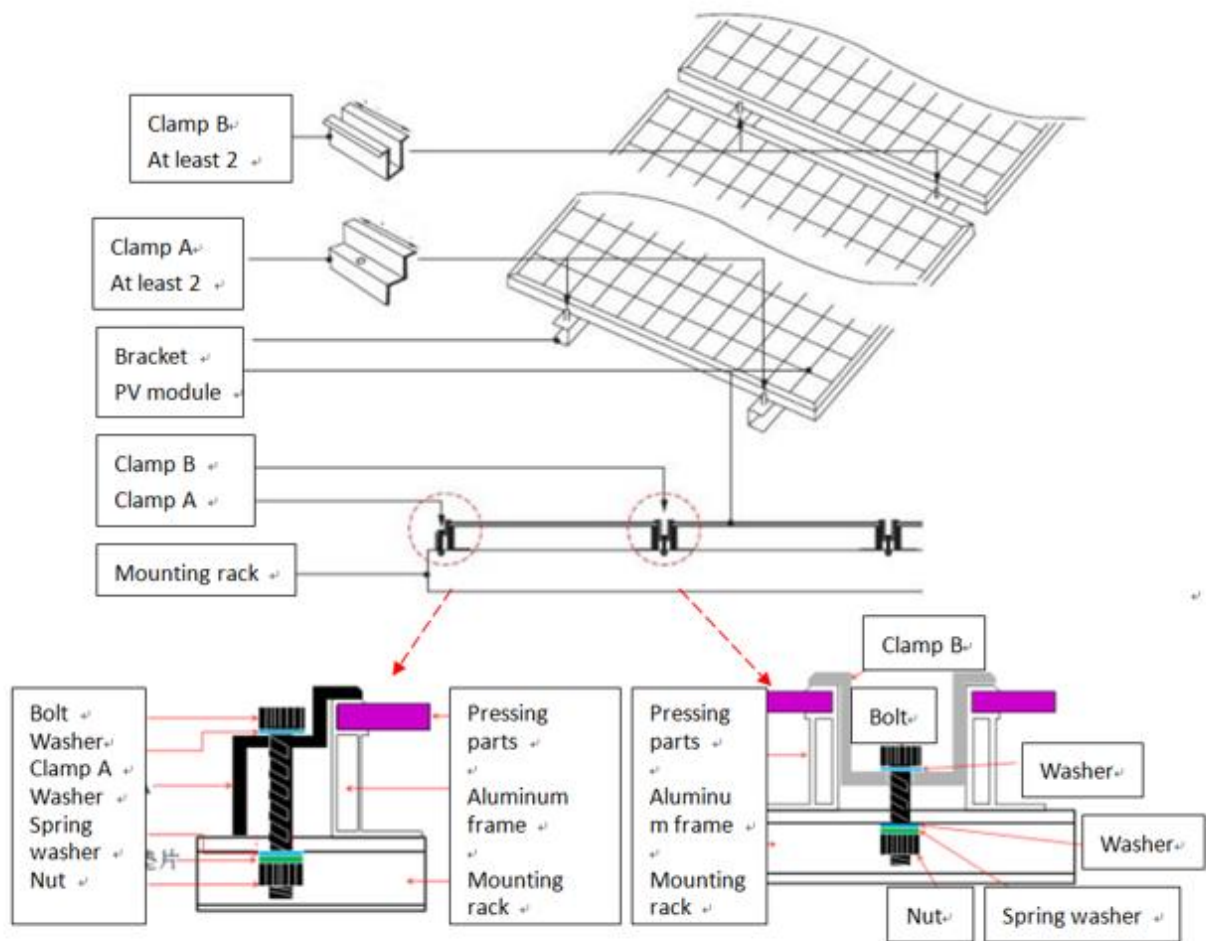 Clamp B
At least 2
Clamp A
At least 2
Bracket
PV module
Clamp B
Clamp A
Mounting rack
Bolt
Washer
Clamp A
Washer
Spring
washer
Nut
垫片
Pressing
parts
Aluminum
frame
Mounting
rack
Pressing
parts
Aluminu
m frame
Mounting
rack
Clamp B
Bolt
Washer
Washer
Nut
Spring washer